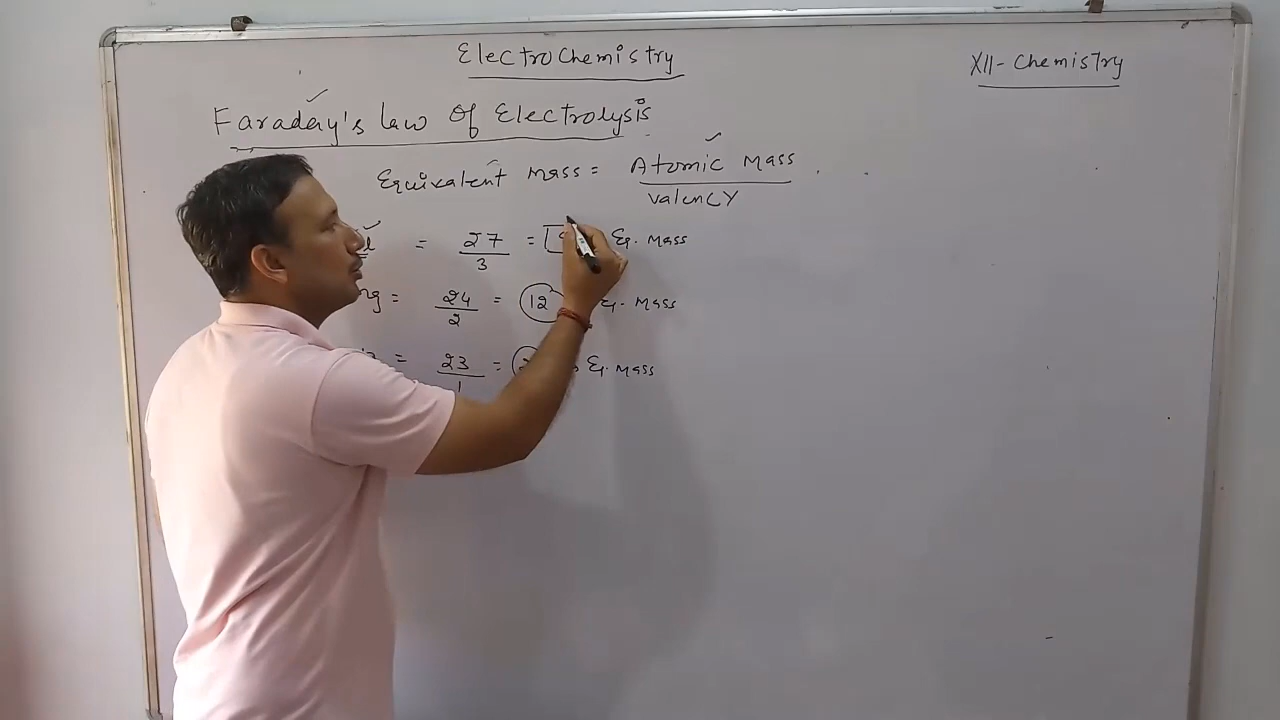 ElectroChemistry
XII- Chemistry
Faraday's law of Electrolysis
Equivalent Mass = Atomic Mass / valency
= 27/3 = Eq. Mass
= 24/2 = 12 Eq. Mass
= 23/1 = Eq. Mass